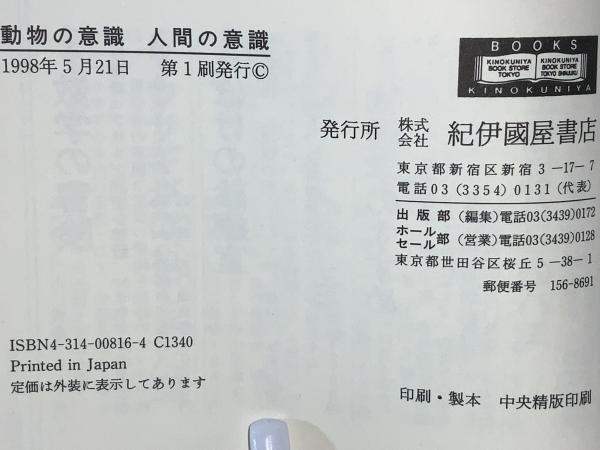 動物の意識 人間の意識
1998年5月21日 第1刷発行©
BOOKS
KINOKUNIYA BOOK STORE TOKYO
KINOKUNIYA BOOK STORE TOKYO SHINJUKU
KINOKUNIYA
発行所 株式会社 紀伊國屋書店
東京都新宿区新宿3-17-7
電話03(3354)0131(代表)
出版部(編集)電話03(3439)0172
ホールセール部(営業)電話03(3439)0128
東京都世田谷区桜丘5-38-1
郵便番号 156-8691
ISBN4-314-00816-4 C1340
Printed in Japan
定価は外装に表示してあります
印刷・製本 中央精版印刷